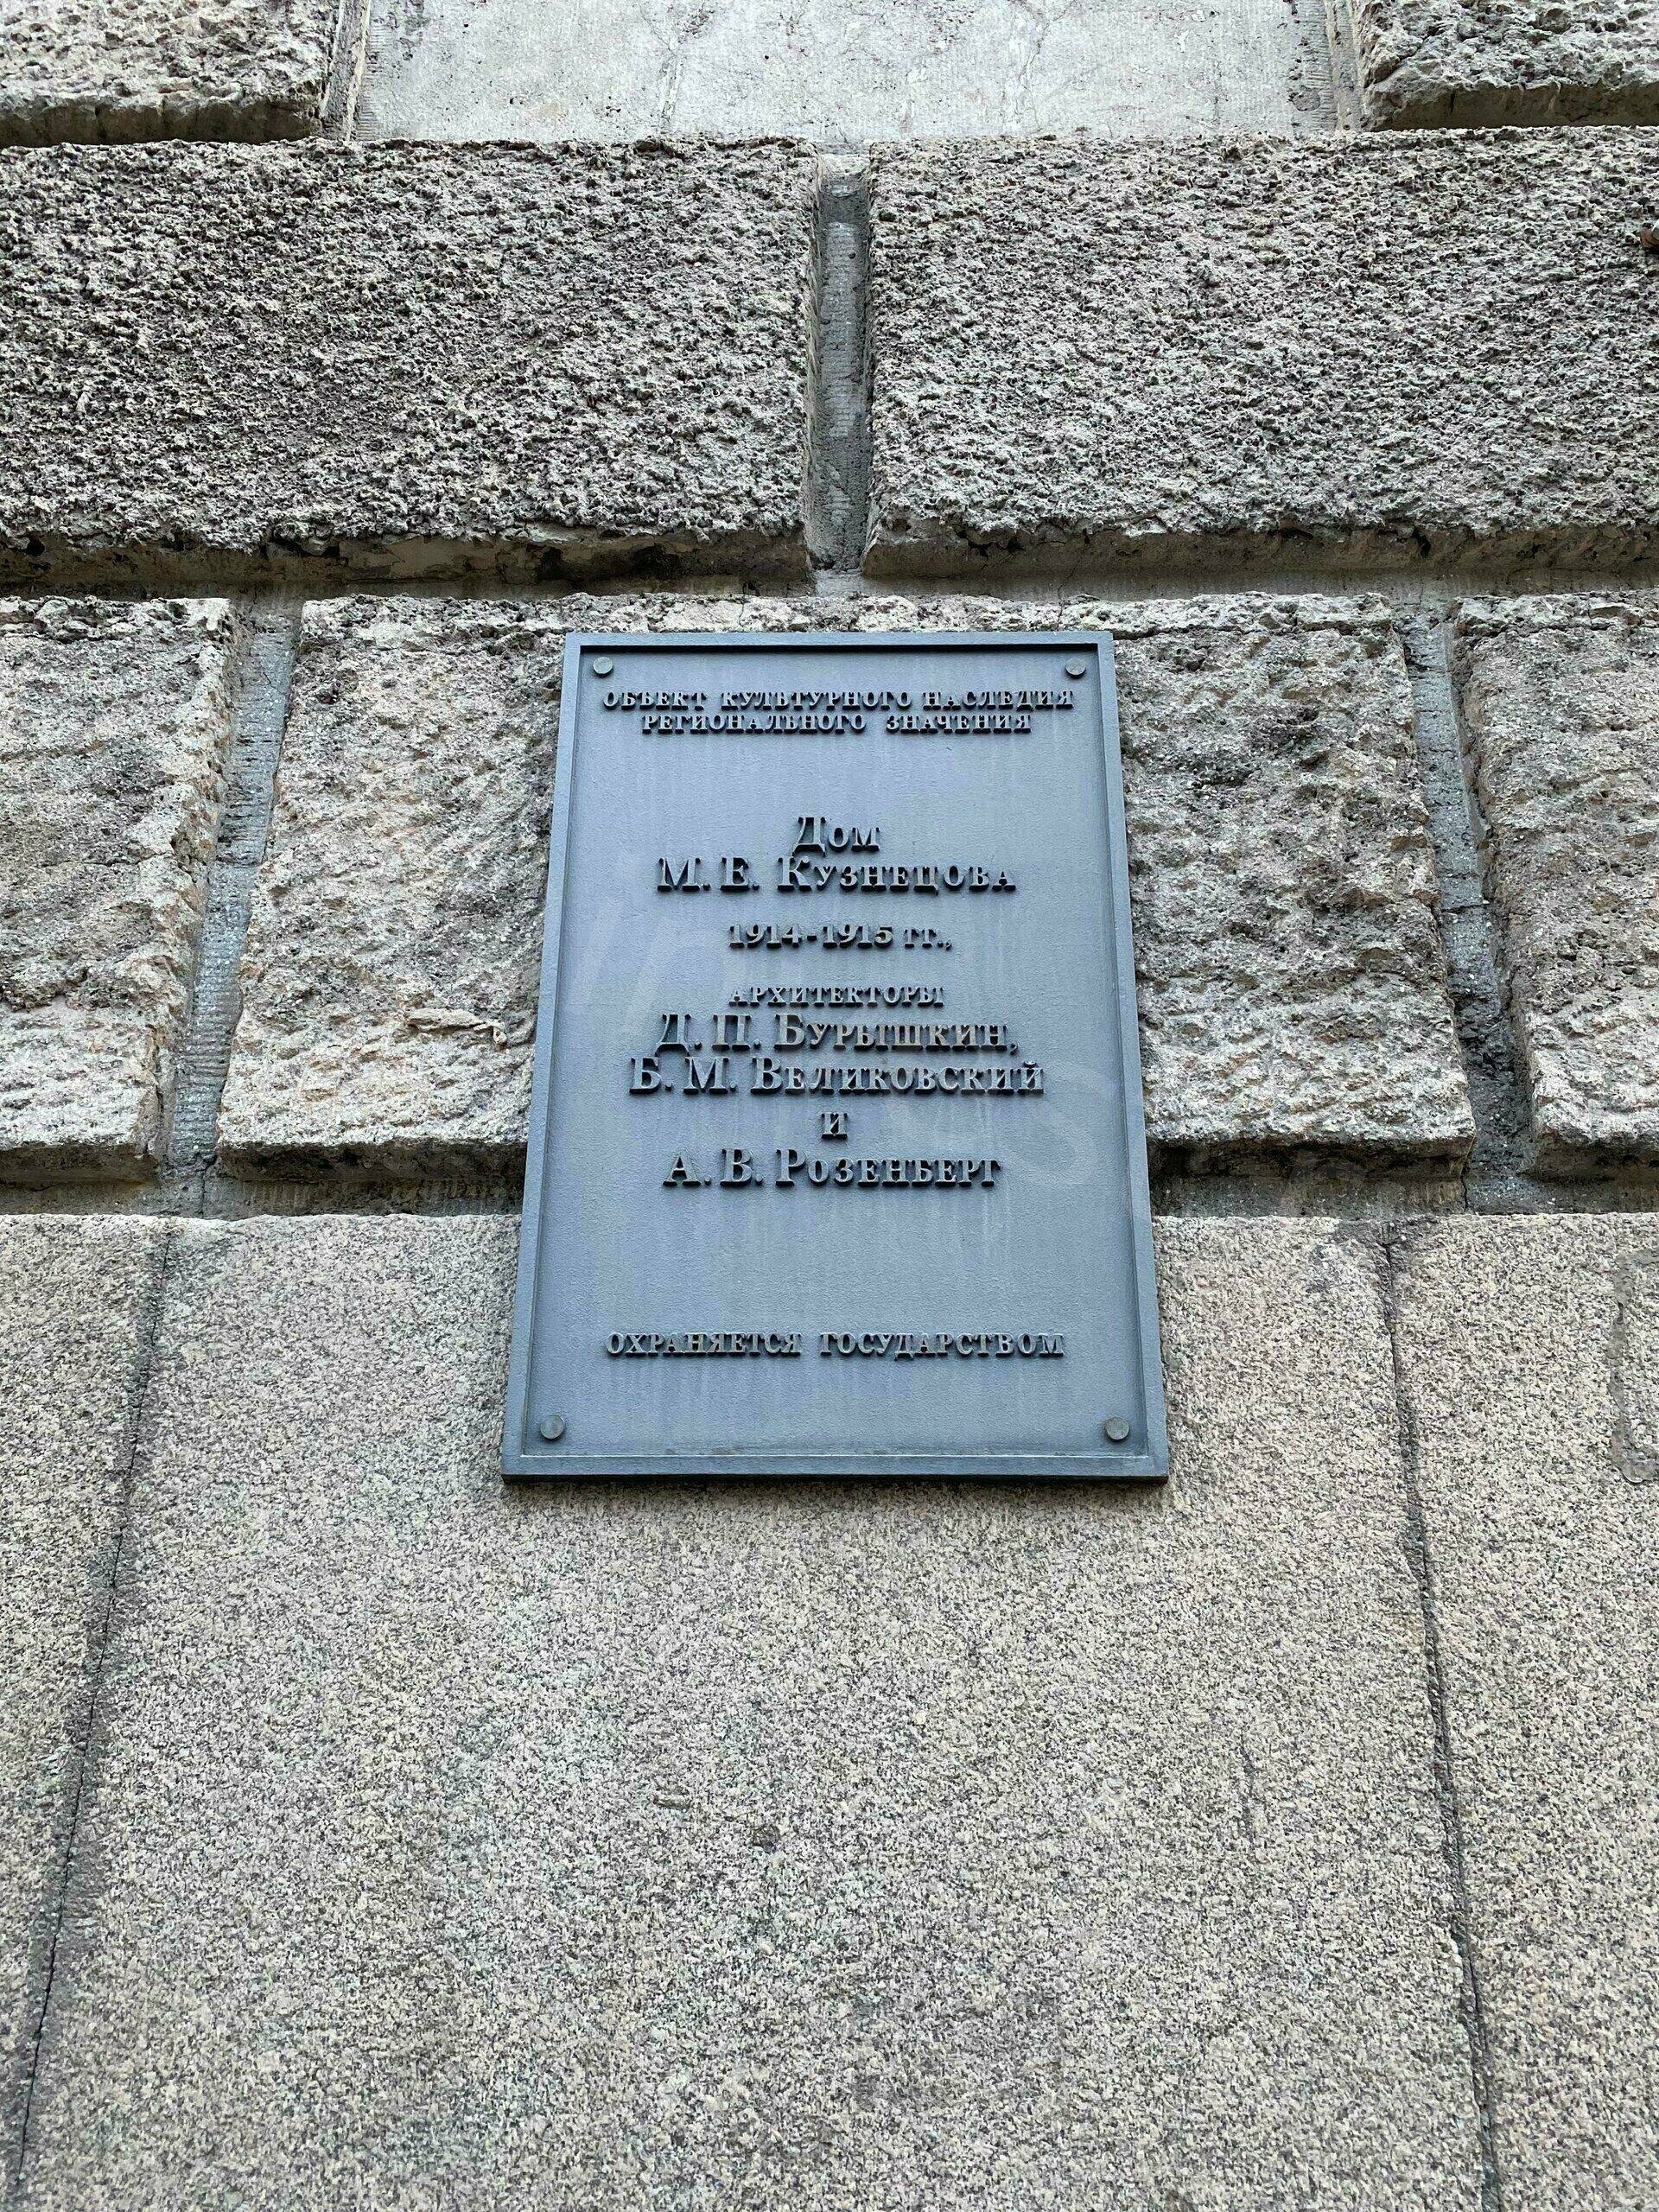 ОБЪЕКТ КУЛЬТУРНОГО НАСЛЕДИЯ
РЕГИОНАЛЬНОГО ЗНАЧЕНИЯ
Дом
М. Е. Кузнецова
1914-1915 гг.,
АРХИТЕКТОРЫ
Д. П. Бурышкин,
Б. М. Великовский
и
А. В. Розенберг
ОХРАНЯЕТСЯ ГОСУДАРСТВОМ